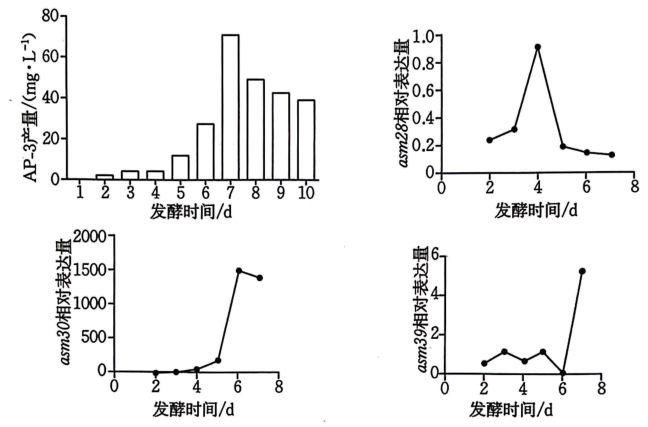 AP-3产量/(mg·L⁻¹)
80
60
40
20
0
1 2 3 4 5 6 7 8 9 10
发酵时间/d
asm28相对表达量
1.0
0.8
0.6
0.4
0.2
0
0 2 4 6 8
发酵时间/d
asm30相对表达量
2000
1500
1000
500
0
0 2 4 6 8
发酵时间/d
asm39相对表达量
6
4
2
0
0 2 4 6 8
发酵时间/d